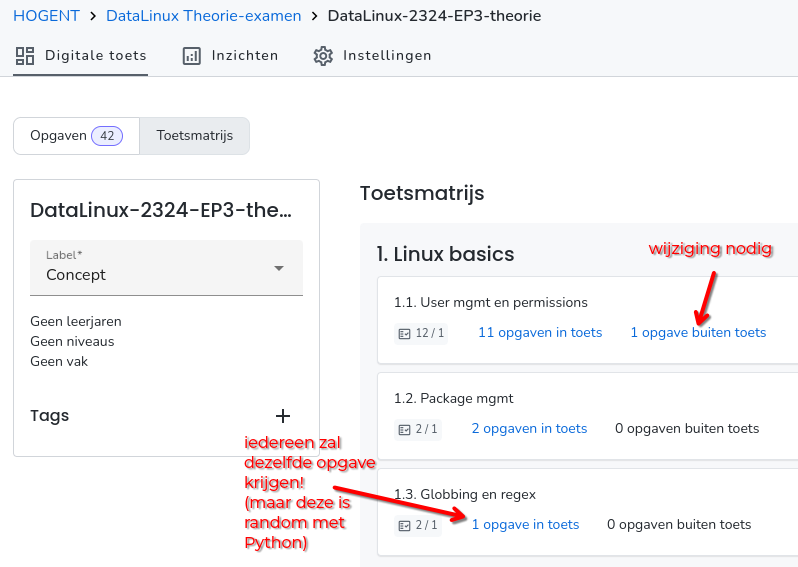 HOGENT > DataLinux Theorie-examen > DataLinux-2324-EP3-theorie
Digitale toets Inzichten Instellingen
Opgaven 42 Toetsmatrijs
DataLinux-2324-EP3-the...
Label*
Concept
Geen leerjaren
Geen niveaus
Geen vak
Tags +
Toetsmatrijs
1. Linux basics
wijziging nodig
1.1. User mgmt en permissions
12 / 1 11 opgaven in toets 1 opgave buiten toets
1.2. Package mgmt
2 / 1 2 opgaven in toets 0 opgaven buiten toets
iedereen zal
dezelfde opgave
krijgen!
(maar deze is
random met
Python)
1.3. Globbing en regex
2 / 1 1 opgave in toets 0 opgaven buiten toets